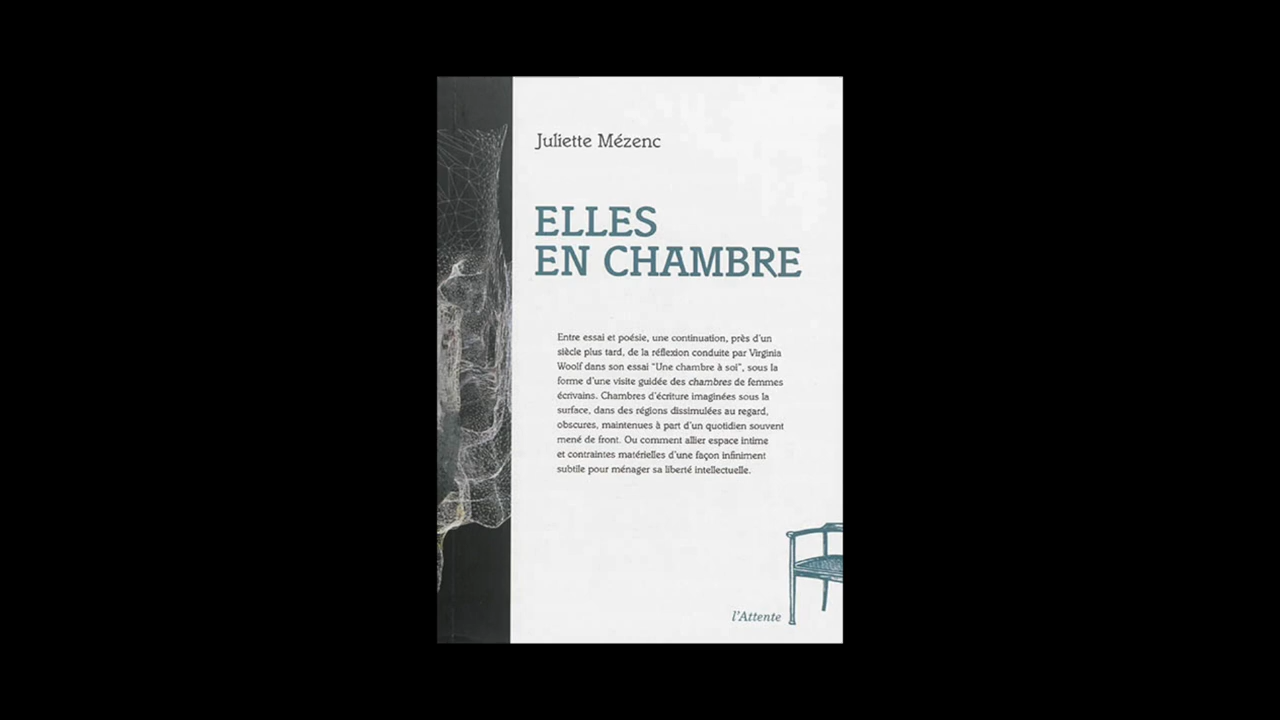 Juliette Mézenc
ELLES
EN CHAMBRE
Entre essai et poésie, une continuation, près d'un
siècle plus tard, de la réflexion conduite par Virginia
Woolf dans son essai "Une chambre à soi", sous la
forme d'une visite guidée des chambres de femmes
écrivains. Chambres d'écriture imaginées sous la
surface, dans des régions dissimulées au regard,
obscures, maintenues à part d'un quotidien souvent
mené de front. Ou comment allier espace intime
et contraintes matérielles d'une façon infiniment
subtile pour ménager sa liberté intellectuelle.
l'Attente